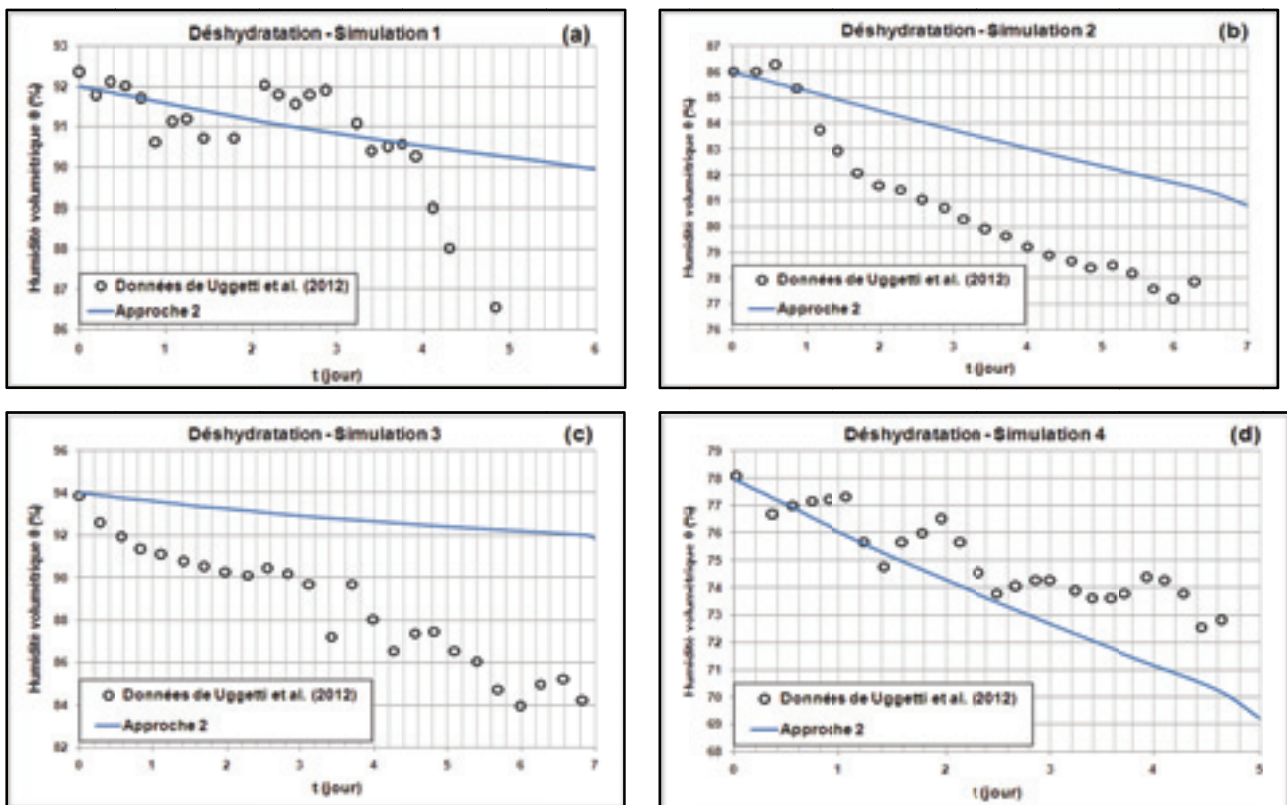 Déshydratation - Simulation 1
(a)
Humidité volumétrique θ (%)
93
92
91
90
89
88
87
86
Données de Uggetti et al. (2012)
Approche 2
0 1 2 3 4 5 6
t (jour)
Déshydratation - Simulation 2
(b)
Humidité volumétrique θ (%)
87
86
85
84
83
82
81
80
79
78
77
76
Données de Uggetti et al. (2012)
Approche 2
0 1 2 3 4 5 6 7
t (jour)
Déshydratation - Simulation 3
(c)
Humidité volumétrique θ (%)
96
94
92
90
88
86
84
82
Données de Uggetti et al. (2012)
Approche 2
0 1 2 3 4 5 6 7
t (jour)
Déshydratation - Simulation 4
(d)
Humidité volumétrique θ (%)
79
78
77
76
75
74
73
72
71
70
69
68
Données de Uggetti et al. (2012)
Approche 2
0 1 2 3 4 5
t (jour)